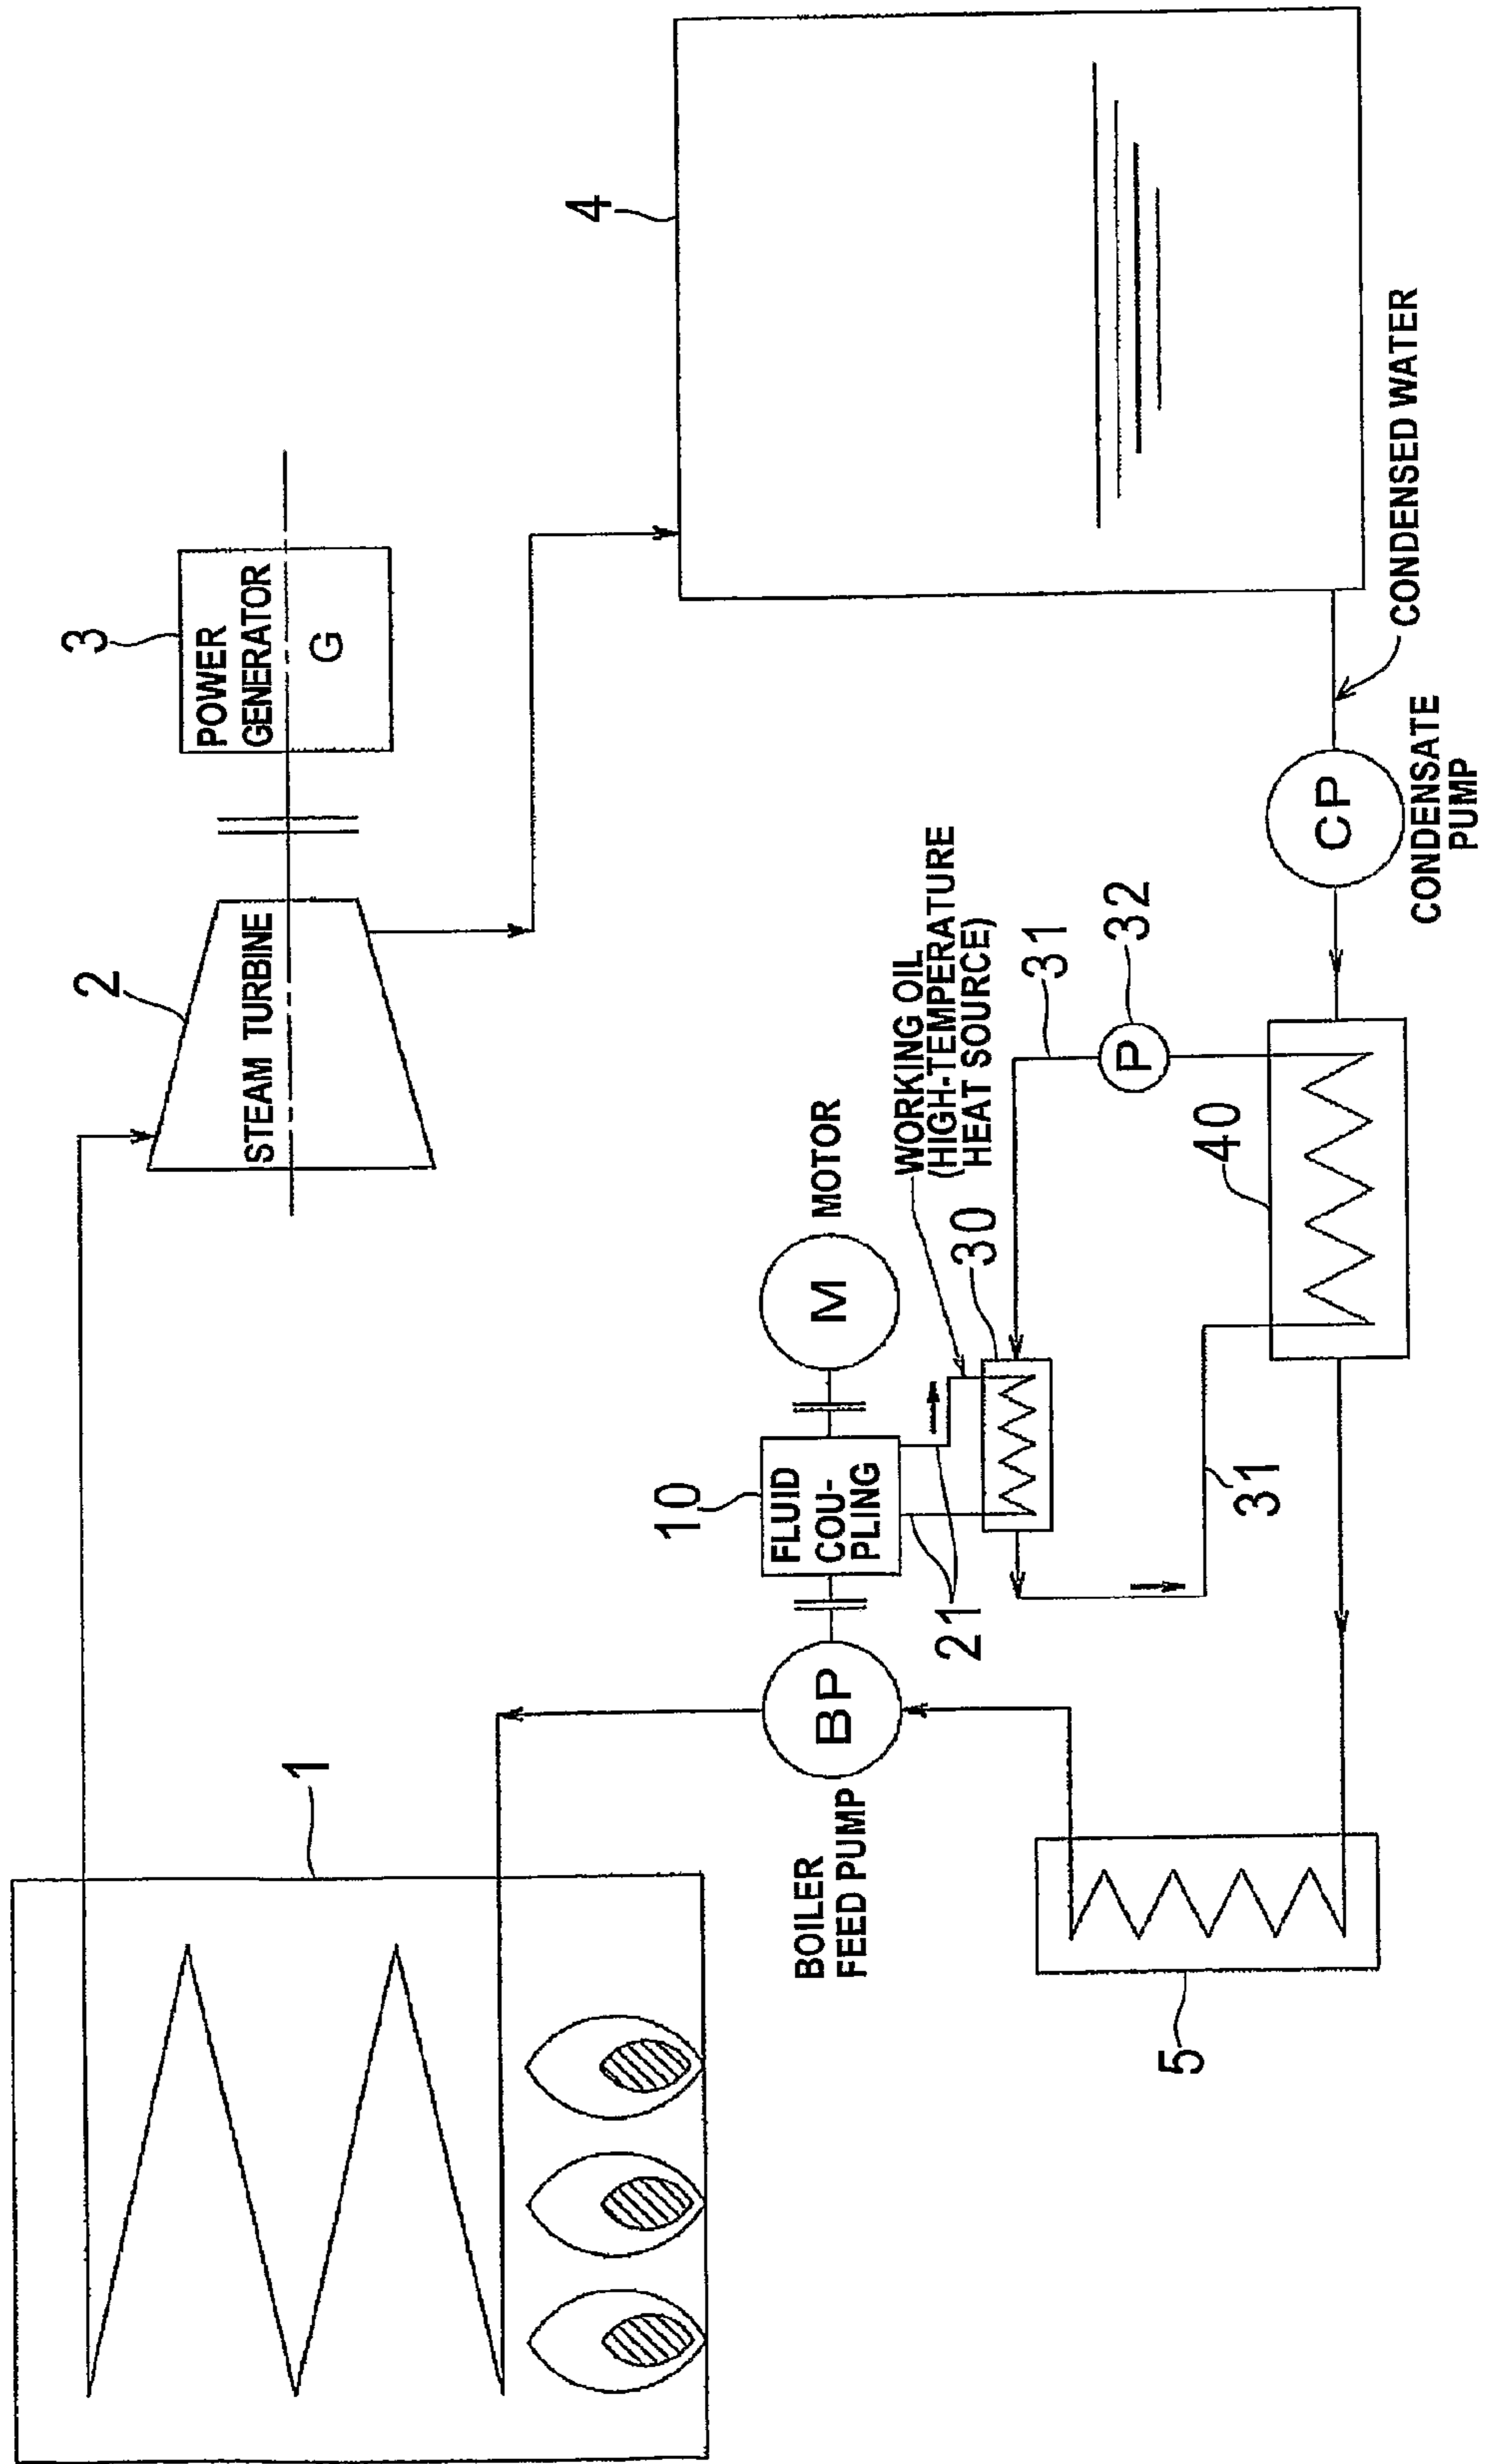 3
POWER
GENERATOR
G
2
STEAM TURBINE
4
1
10
FLUID
COU-
PLING
M
MOTOR
BP
BOILER
FEED PUMP
WORKING OIL
(HIGH-TEMPERATURE
HEAT SOURCE)
21
30
31
P
32
31
40
5
CP
CONDENSATE
PUMP
CONDENSED WATER